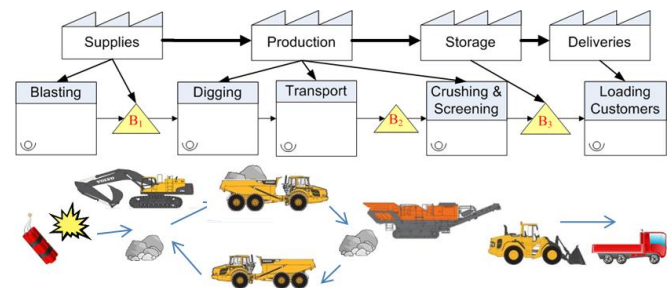 Supplies
Production
Storage
Deliveries
Blasting
Digging
Transport
Crushing &
Screening
Loading
Customers
B1
B2
B3
VOLVO